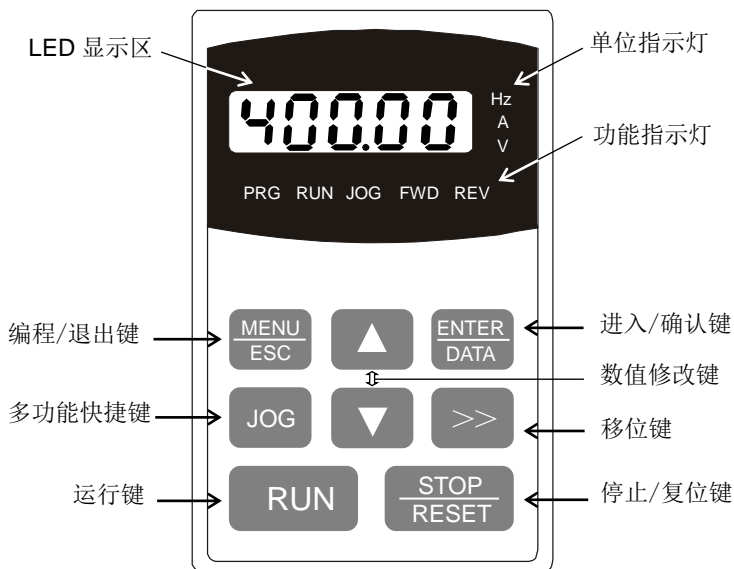 LED 显示区
单位指示灯
400.00
Hz
A
V
功能指示灯
PRG RUN JOG FWD REV
编程/退出键
MENU
ESC
ENTER
DATA
进入/确认键
数值修改键
多功能快捷键
JOG
>>
移位键
运行键
RUN
STOP
RESET
停止/复位键